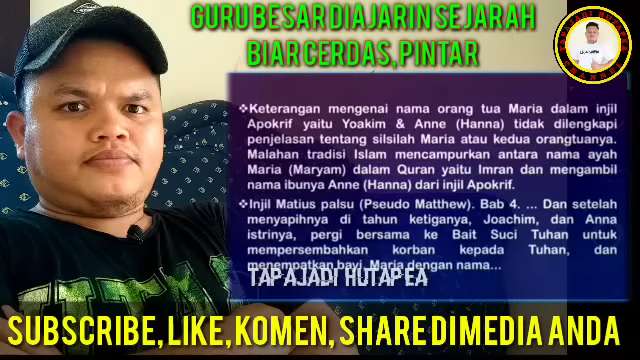 GURU BESAR DIAJARIN SEJARAH
BIAR CERDAS, PINTAR
❖Keterangan mengenai nama orang tua Maria dalam injil
Apokrif yaitu Yoakim & Anne (Hanna) tidak dilengkapi
penjelasan tentang silsilah Maria atau kedua orangtuanya.
Malahan tradisi Islam mencampurkan antara nama ayah
Maria (Maryam) dalam Quran yaitu Imran dan mengambil
nama ibunya Anne (Hanna) dari injil Apokrif.
❖Injil Matius palsu (Pseudo Matthew). Bab 4. ... Dan setelah
menyapihnya di tahun ketiganya, Joachim, dan Anna
istrinya, pergi bersama ke Bait Suci Tuhan untuk
mempersembahkan korban kepada Tuhan, dan
menempatkan bayi, Maria dengan nama...
TAPAJADI HUTAPEA
SUBSCRIBE, LIKE, KOMEN, SHARE DI MEDIA ANDA